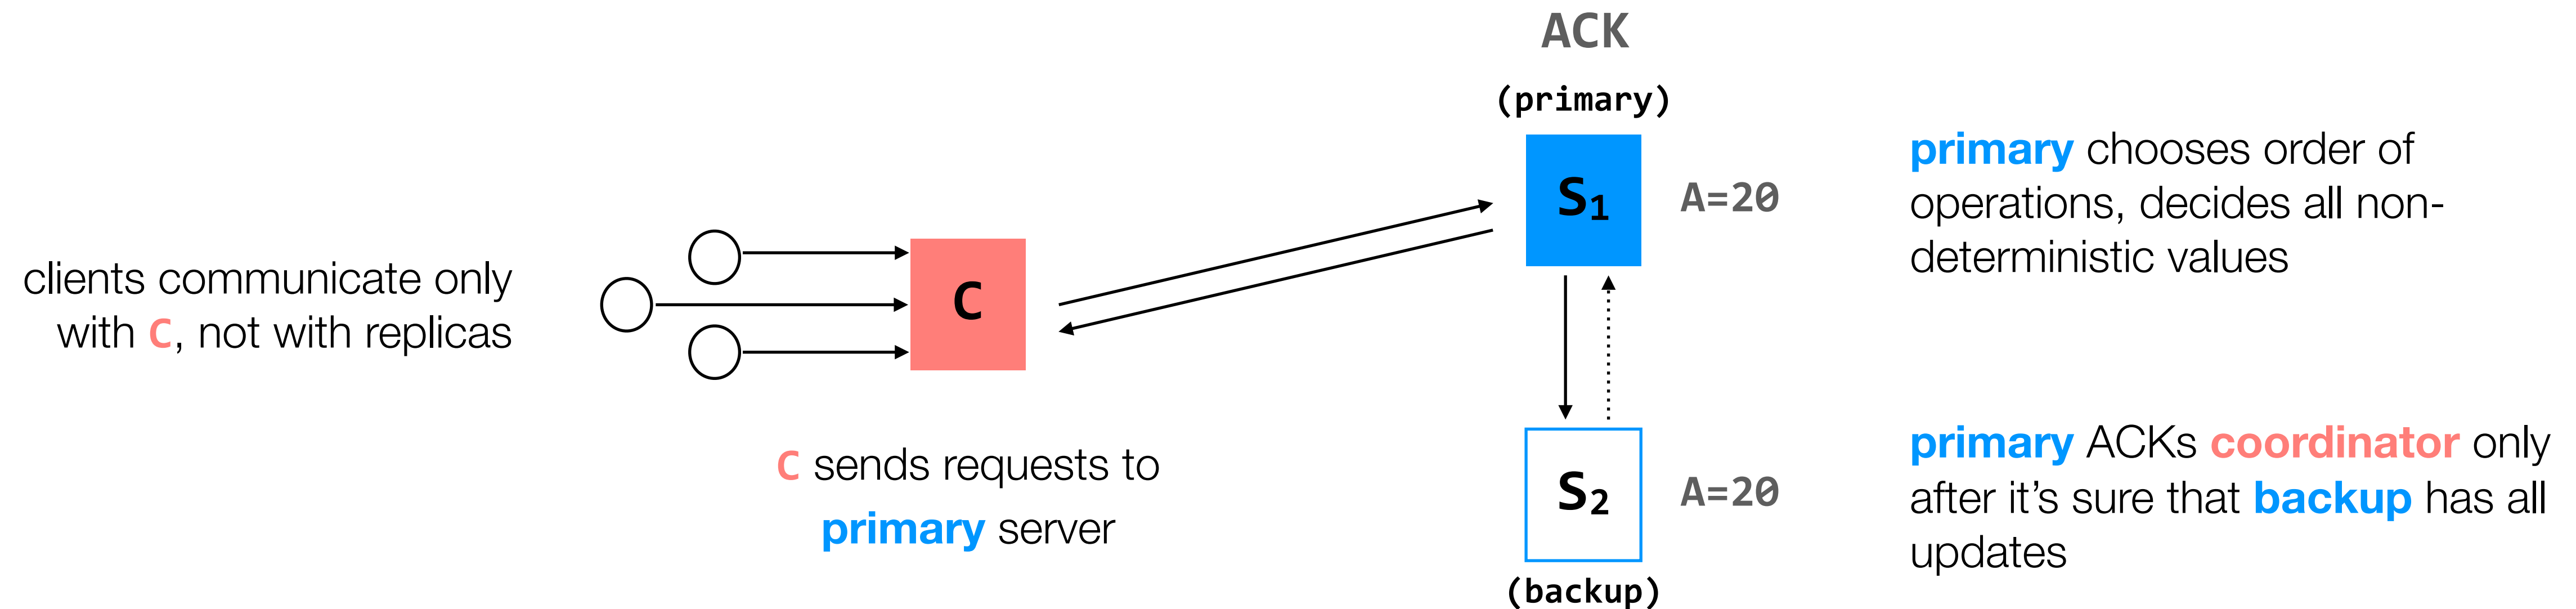 clients communicate only
with C, not with replicas
C
C sends requests to
primary server
ACK
(primary)
S₁
A=20
S₂
A=20
(backup)
primary chooses order of
operations, decides all non-
deterministic values
primary ACKs coordinator only
after it’s sure that backup has all
updates